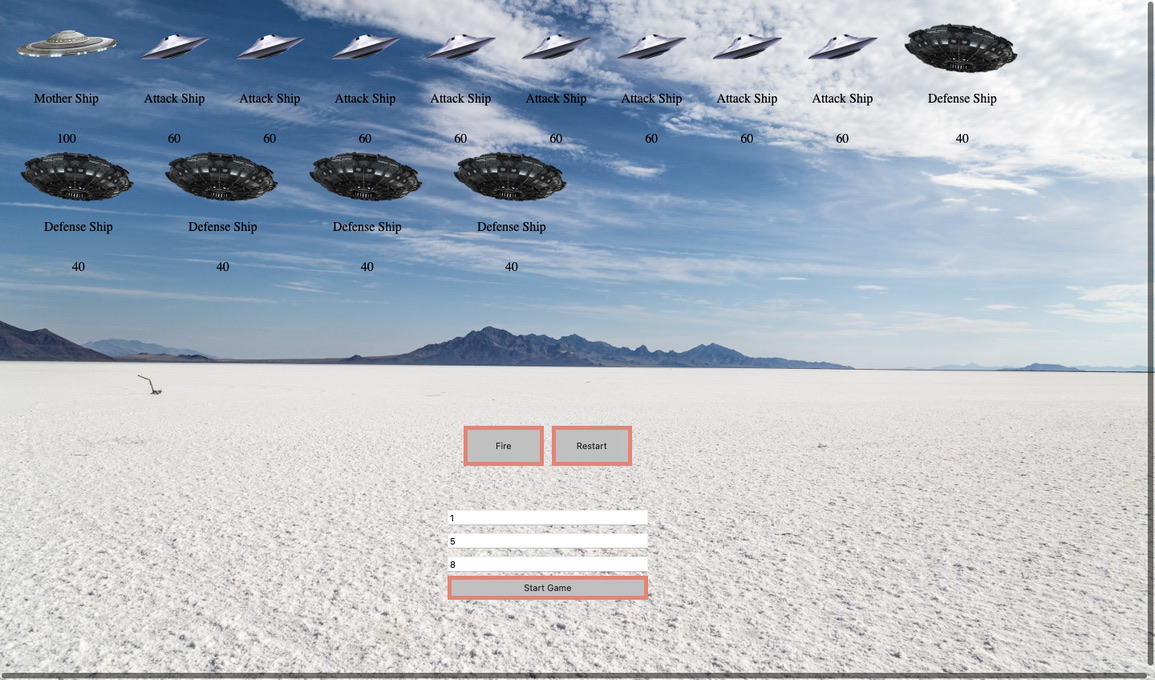 Mother Ship Attack Ship Attack Ship Attack Ship Attack Ship Attack Ship Attack Ship Attack Ship Attack Ship Defense Ship
100 60 60 60 60 60 60 60 60 40
Defense Ship Defense Ship Defense Ship Defense Ship
40 40 40 40
Fire Restart
1
5
8
Start Game